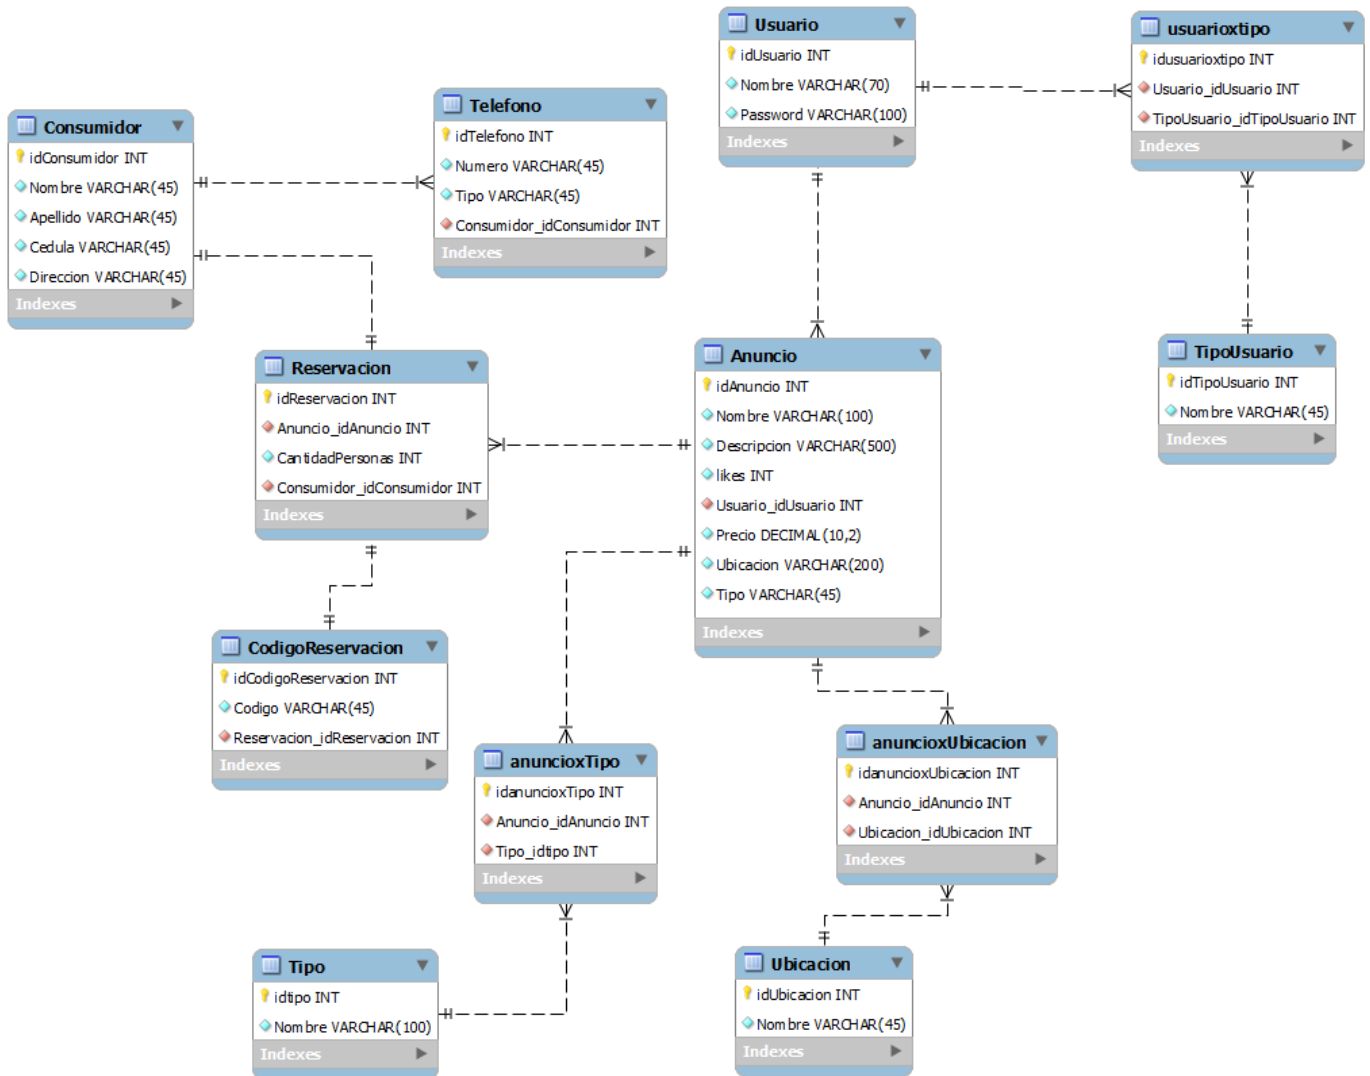 Usuario
idUsuario INT
Nombre VARCHAR(70)
Password VARCHAR(100)
Indexes
usuarioxtipo
idusuarioxtipo INT
Usuario_idUsuario INT
TipoUsuario_idTipoUsuario INT
Indexes
Consumidor
idConsumidor INT
Nombre VARCHAR(45)
Apellido VARCHAR(45)
Cedula VARCHAR(45)
Direccion VARCHAR(45)
Indexes
Telefono
idTelefono INT
Numero VARCHAR(45)
Tipo VARCHAR(45)
Consumidor_idConsumidor INT
Indexes
Reservacion
idReservacion INT
Anuncio_idAnuncio INT
CantidadPersonas INT
Consumidor_idConsumidor INT
Indexes
Anuncio
idAnuncio INT
Nombre VARCHAR(100)
Descripcion VARCHAR(500)
likes INT
Usuario_idUsuario INT
Precio DECIMAL(10,2)
Ubicacion VARCHAR(200)
Tipo VARCHAR(45)
Indexes
TipoUsuario
idTipoUsuario INT
Nombre VARCHAR(45)
Indexes
CodigoReservacion
idCodigoReservacion INT
Codigo VARCHAR(45)
Reservacion_idReservacion INT
Indexes
anuncioxTipo
idanuncioxTipo INT
Anuncio_idAnuncio INT
Tipo_idtipo INT
Indexes
anuncioxUbicacion
idanuncioxUbicacion INT
Anuncio_idAnuncio INT
Ubicacion_idUbicacion INT
Indexes
Tipo
idtipo INT
Nombre VARCHAR(100)
Indexes
Ubicacion
idUbicacion INT
Nombre VARCHAR(45)
Indexes